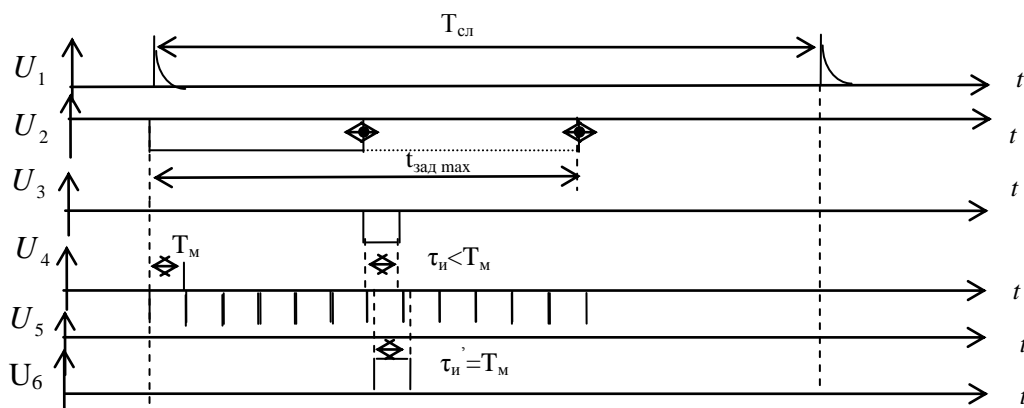 Tсл
U1 t
U2 t
tзад max
U3 t
U4 Tм τи<Tм
t
U5 t
τи’=Tм
U6 t